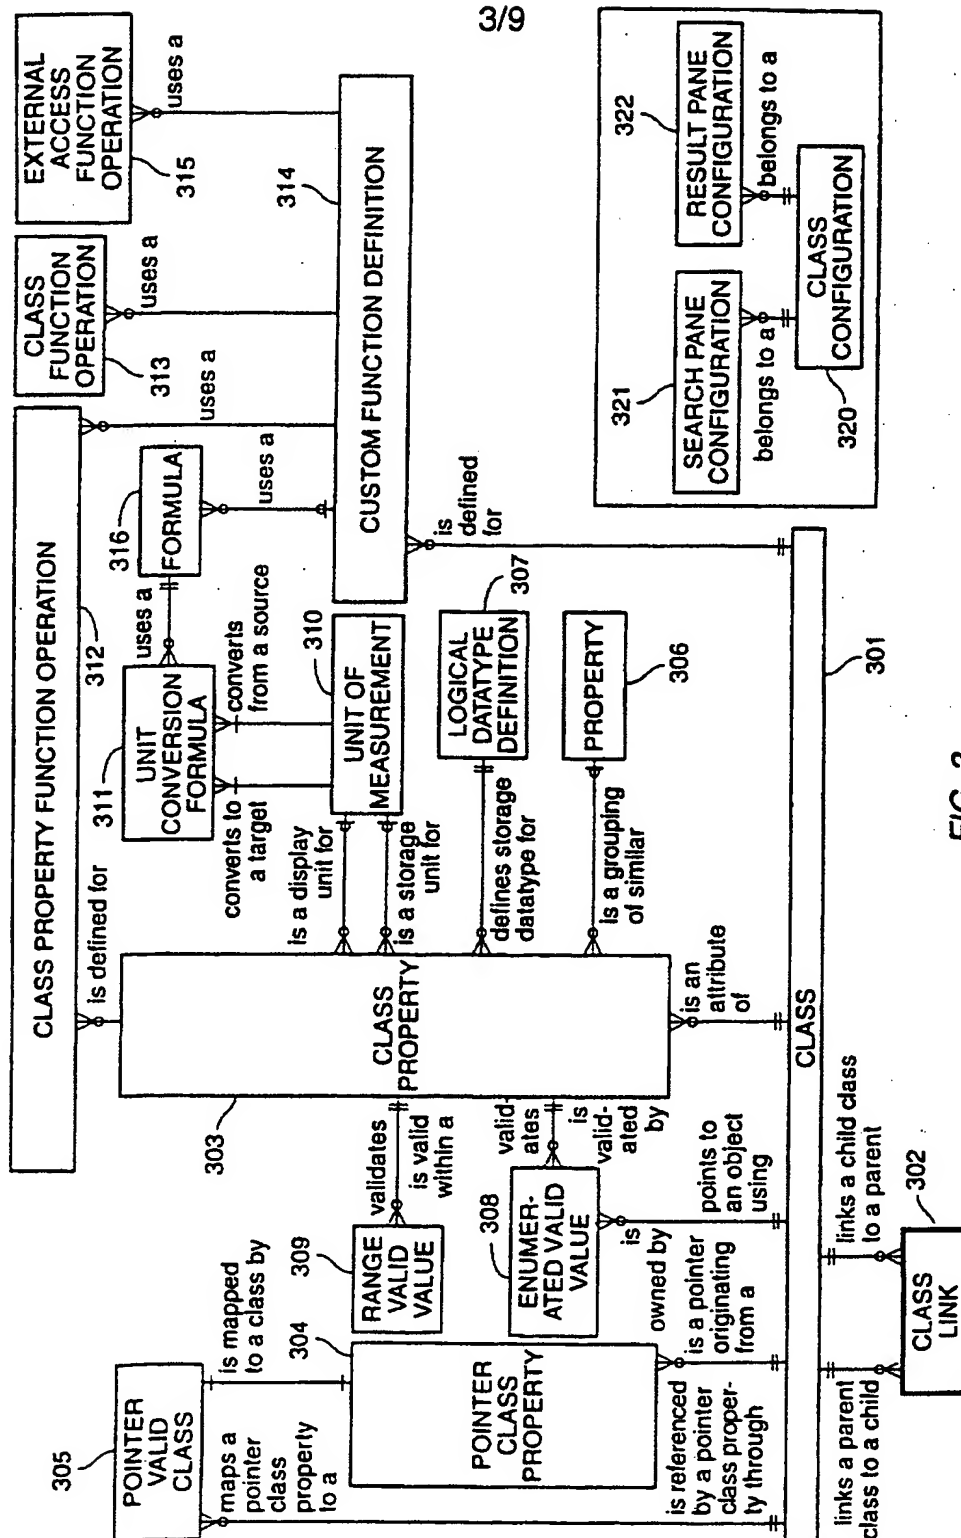 3/9
EXTERNAL
ACCESS
FUNCTION
OPERATION
315
uses a
CLASS
FUNCTION
OPERATION
313
uses a
CLASS PROPERTY FUNCTION OPERATION
312
uses a
314
CUSTOM FUNCTION DEFINITION
316
FORMULA
uses a
uses a
UNIT
CONVERSION
FORMULA
311
converts
from a source
converts to
a target
310
UNIT OF
MEASUREMENT
is a display
unit for
is a storage
unit for
is defined
for
307
LOGICAL
DATATYPE
DEFINITION
defines storage
datatype for
PROPERTY
306
is a grouping
of similar
is defined for
CLASS
PROPERTY
303
is an
attribute
of
validates
is valid
within a
309
RANGE
VALID
VALUE
valid-
ates
is
valid-
ated
by
308
ENUMER-
ATED VALID
VALUE
is
owned by
points to
an object
using
305
POINTER
VALID
CLASS
is mapped
to a class by
maps a
pointer
class
property
to a
304
POINTER
CLASS
PROPERTY
is a pointer
originating
from a
is referenced
by a pointer
class proper-
ty through
CLASS
301
links a child class
to a parent
links a parent
class to a child
302
CLASS
LINK
322
RESULT PANE
CONFIGURATION
belongs to a
321
SEARCH PANE
CONFIGURATION
belongs to a
CLASS
CONFIGURATION
320